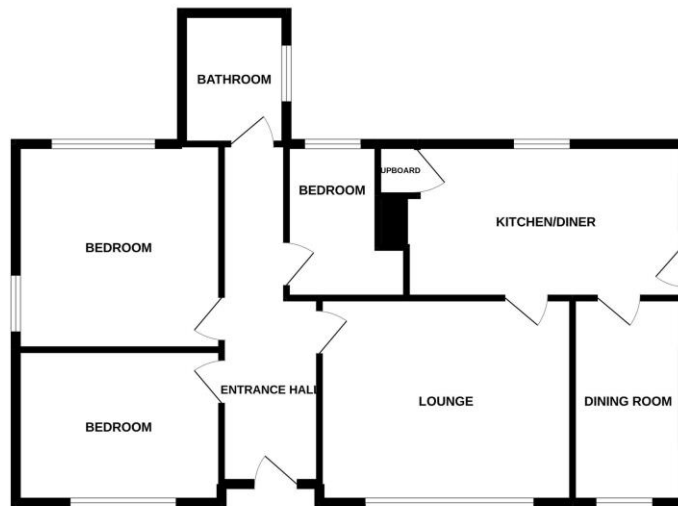 BATHROOM
UPBOARD
BEDROOM
KITCHEN/DINER
BEDROOM
ENTRANCE HALL
LOUNGE
DINING ROOM
BEDROOM